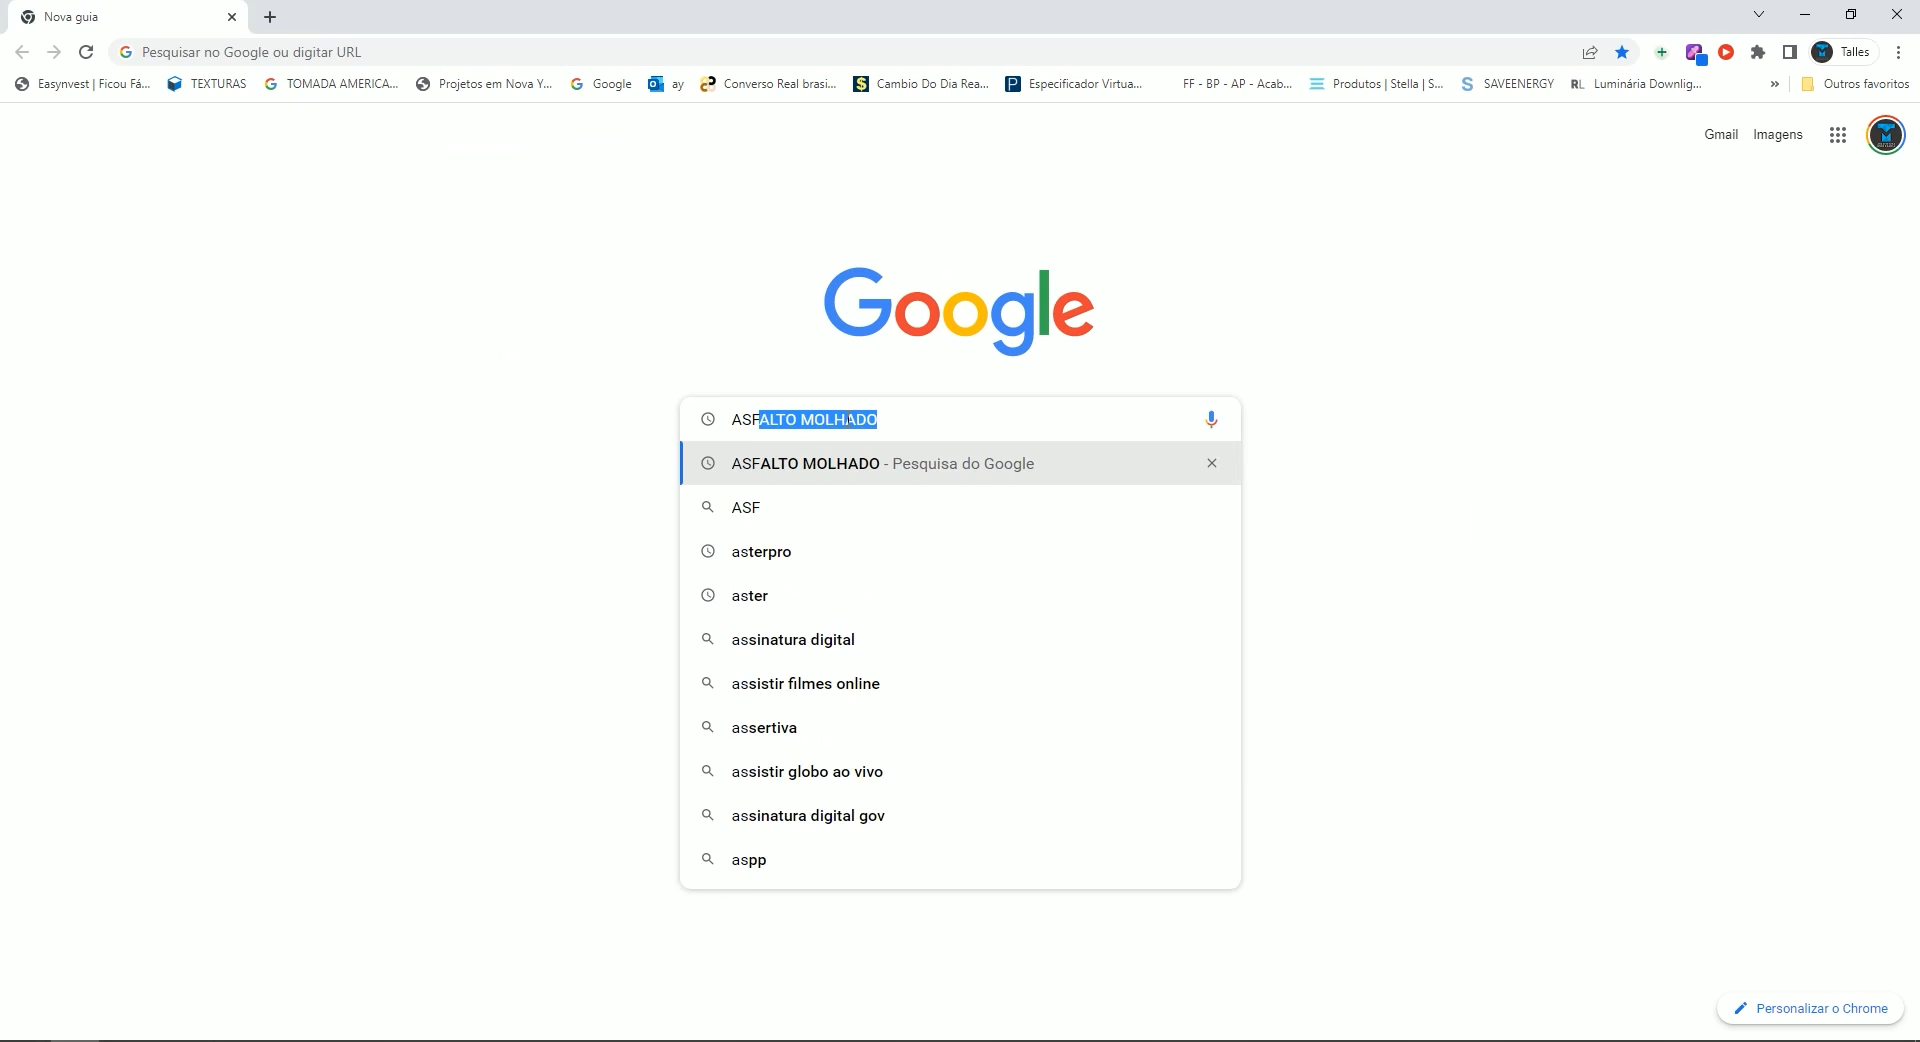 Nova guia
Pesquisar no Google ou digitar URL
Talles
Easynvest | Ficou Fá... TEXTURAS TOMADA AMERICA... Projetos em Nova Y... Google ay Converso Real brasi... Cambio Do Dia Rea... Especificador Virtua... FF - BP - AP - Acab... Produtos | Stella | S... SAVEENERGY RL Luminária Downlig... » Outros favoritos
Gmail Imagens
Google
ASFALTO MOLHADO
ASFALTO MOLHADO - Pesquisa do Google
ASF
asterpro
aster
assinatura digital
assistir filmes online
assertiva
assistir globo ao vivo
assinatura digital gov
aspp
Personalizar o Chrome